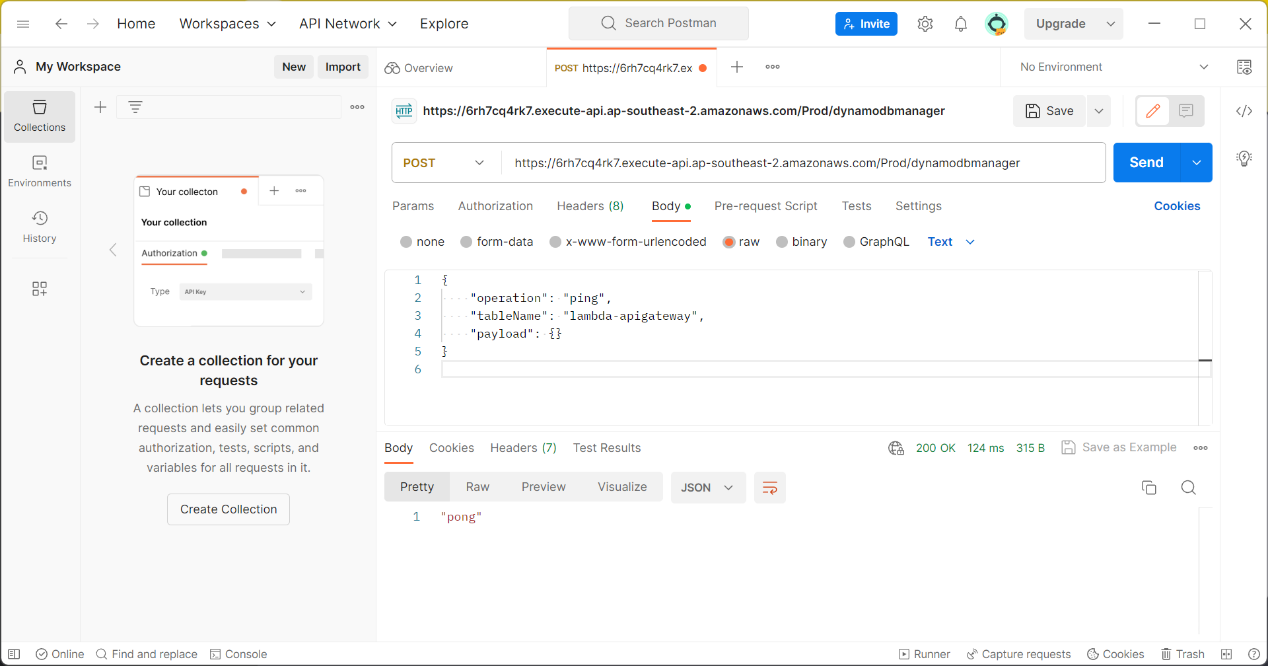 Home Workspaces API Network Explore Search Postman Invite Upgrade
My Workspace New Import Overview POST https://6rh7cq4rk7.ex No Environment
Collections
Environments
History
Your collecton
Your collection
Authorization
Type API Key
Create a collection for your
requests
A collection lets you group related
requests and easily set common
authorization, tests, scripts, and
variables for all requests in it.
Create Collection
HTTP https://6rh7cq4rk7.execute-api.ap-southeast-2.amazonaws.com/Prod/dynamodbmanager Save
POST https://6rh7cq4rk7.execute-api.ap-southeast-2.amazonaws.com/Prod/dynamodbmanager Send
Params Authorization Headers (8) Body Pre-request Script Tests Settings Cookies
none form-data x-www-form-urlencoded raw binary GraphQL Text
1 {
2 "operation": "ping",
3 "tableName": "lambda-apigateway",
4 "payload": {}
5 }
6
Body Cookies Headers (7) Test Results 200 OK 124 ms 315 B Save as Example
Pretty Raw Preview Visualize JSON
1 "pong"
Online Find and replace Console Runner Capture requests Cookies Trash